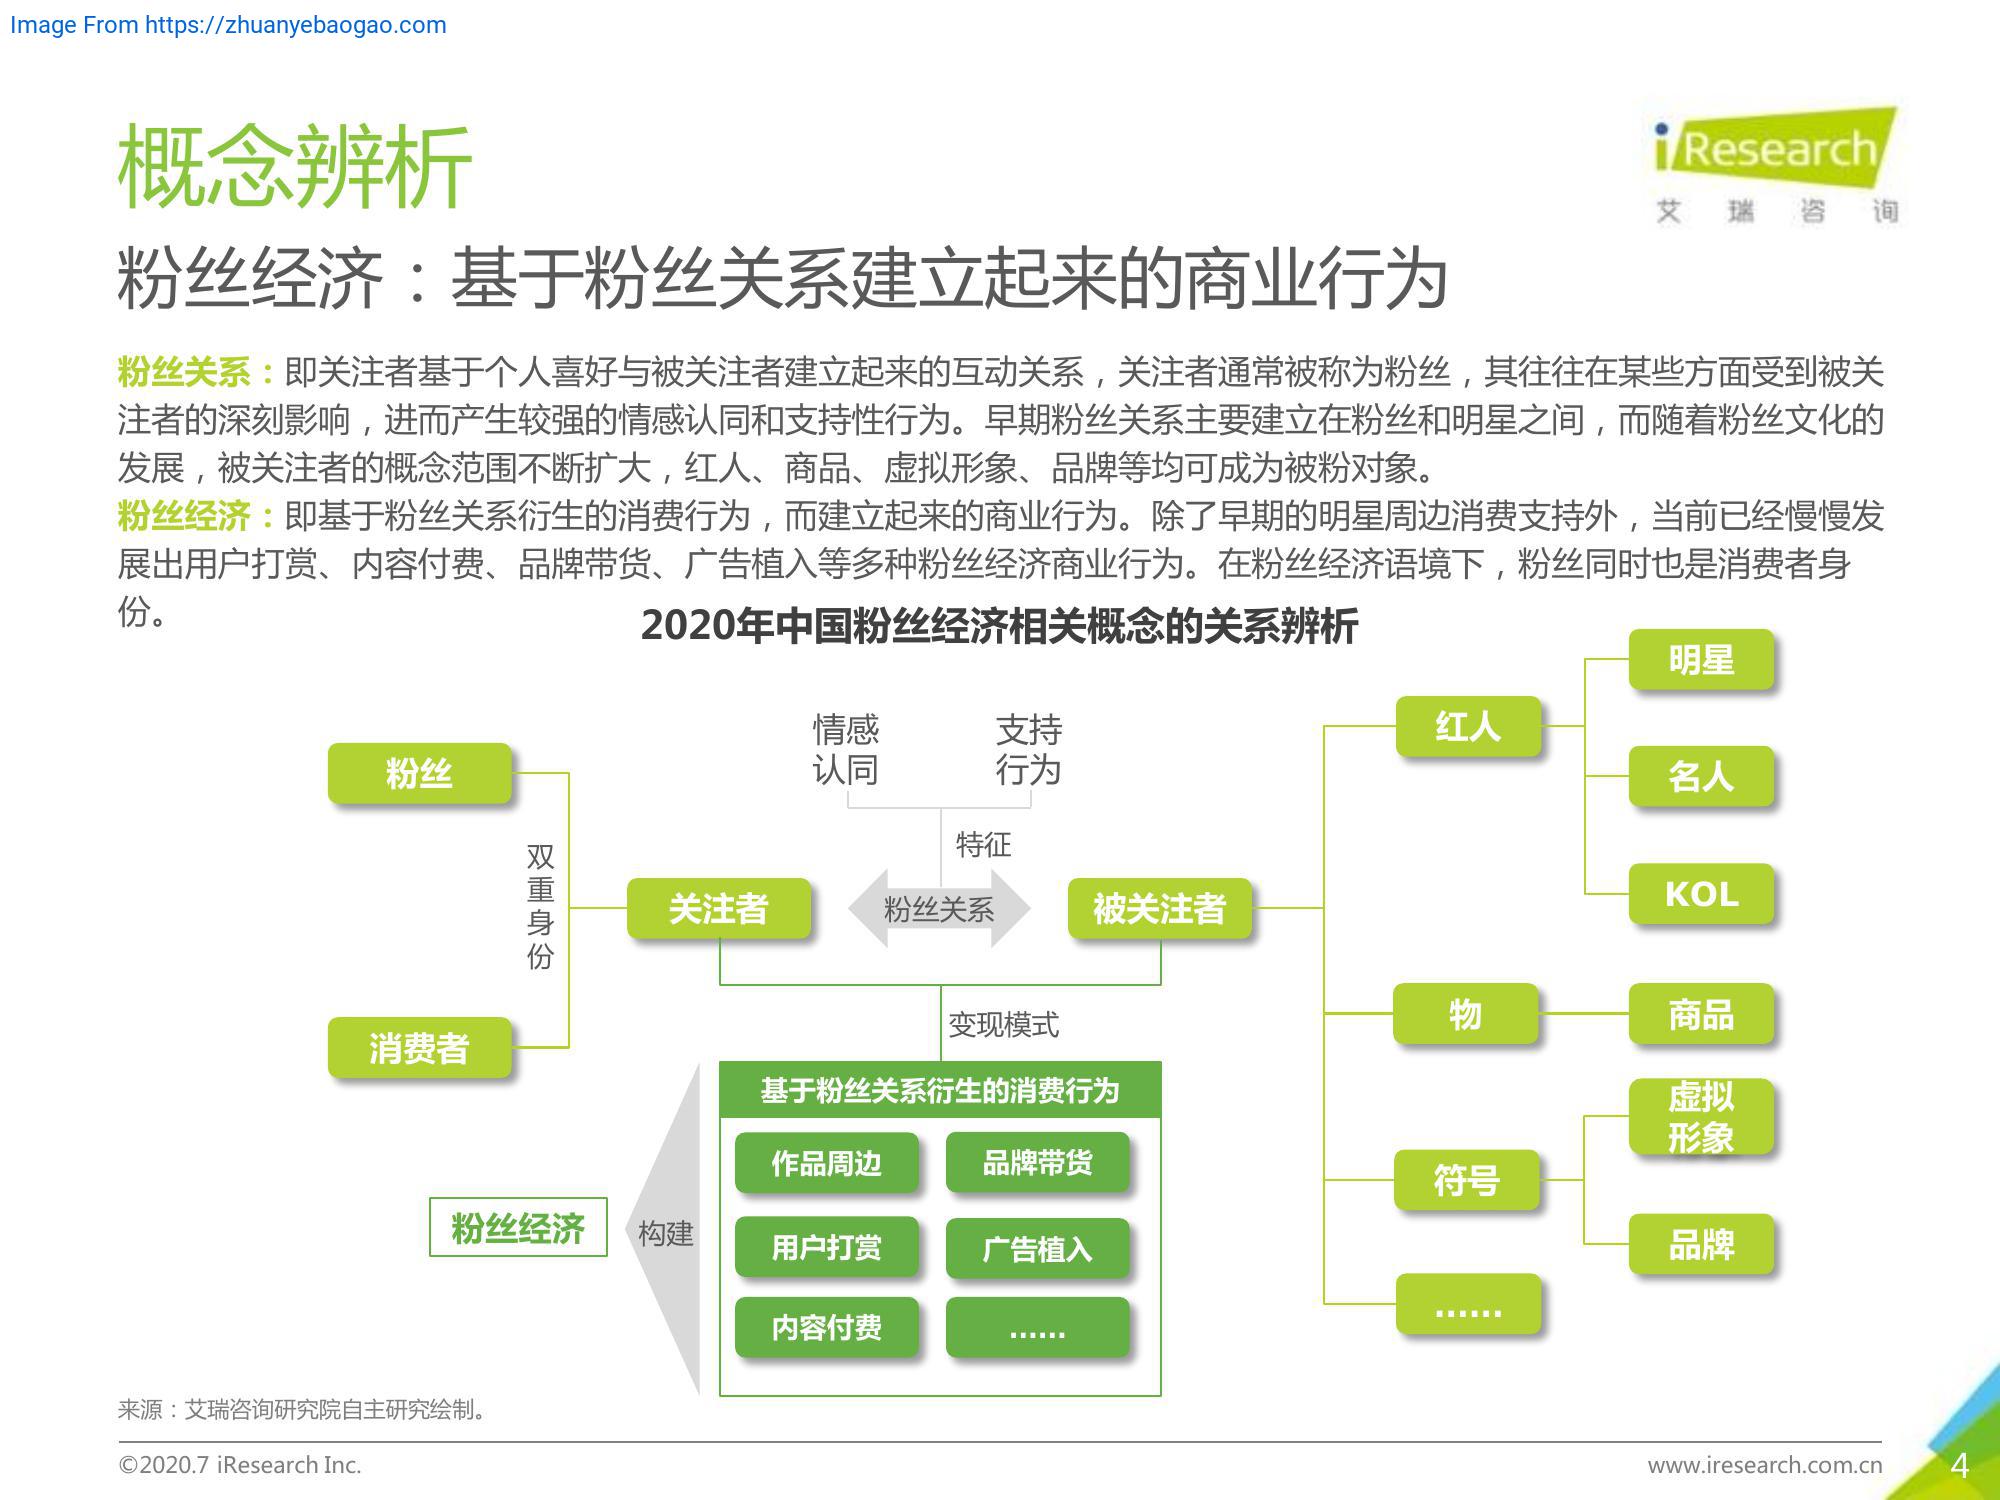 Image From https://zhuanyebaogao.com
概念辨析
iResearch
艾瑞咨询
粉丝经济：基于粉丝关系建立起来的商业行为
粉丝关系：即关注者基于个人喜好与被关注者建立起来的互动关系，关注者通常被称为粉丝，其往往在某些方面受到被关
注者的深刻影响，进而产生较强的情感认同和支持性行为。早期粉丝关系主要建立在粉丝和明星之间，而随着粉丝文化的
发展，被关注者的概念范围不断扩大，红人、商品、虚拟形象、品牌等均可成为被粉对象。
粉丝经济：即基于粉丝关系衍生的消费行为，而建立起来的商业行为。除了早期的明星周边消费支持外，当前已经慢慢发
展出用户打赏、内容付费、品牌带货、广告植入等多种粉丝经济商业行为。在粉丝经济语境下，粉丝同时也是消费者身
份。
2020年中国粉丝经济相关概念的关系辨析
粉丝
双重身份
消费者
关注者
情感
认同
支持
行为
特征
粉丝关系
被关注者
变现模式
基于粉丝关系衍生的消费行为
作品周边
品牌带货
用户打赏
广告植入
内容付费
......
构建
粉丝经济
红人
明星
名人
KOL
物
商品
符号
虚拟
形象
品牌
......
来源：艾瑞咨询研究院自主研究绘制。
©2020.7 iResearch Inc.
www.iresearch.com.cn
4